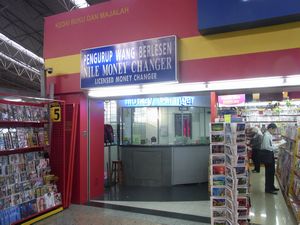 KEDAI BUKU DAN MAJALAH
PENGURUP WANG BERLESEN
NILE MONEY CHANGER
LICENSED MONEY CHANGER
5